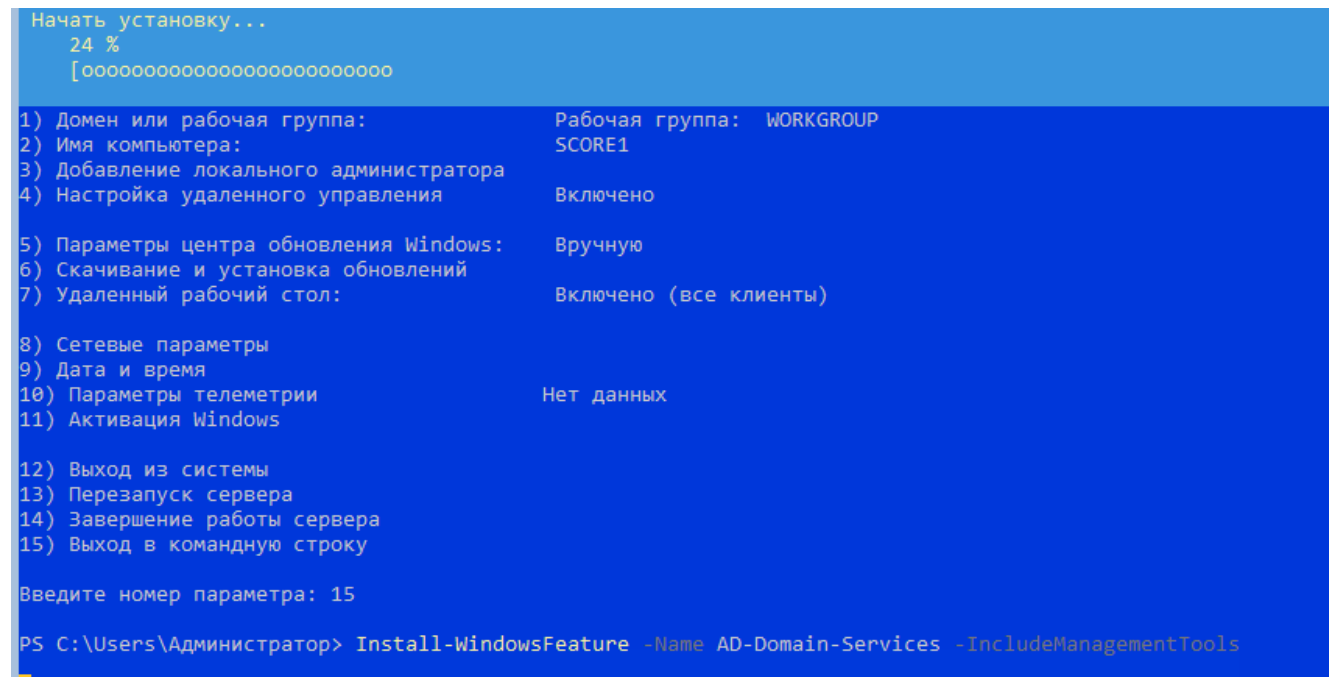 Начать установку...
24 %
[ooooooooooooooooooooooooo
1) Домен или рабочая группа: Рабочая группа: WORKGROUP
2) Имя компьютера: SCORE1
3) Добавление локального администратора
4) Настройка удаленного управления Включено
5) Параметры центра обновления Windows: Вручную
6) Скачивание и установка обновлений
7) Удаленный рабочий стол: Включено (все клиенты)
8) Сетевые параметры
9) Дата и время
10) Параметры телеметрии Нет данных
11) Активация Windows
12) Выход из системы
13) Перезапуск сервера
14) Завершение работы сервера
15) Выход в командную строку
Введите номер параметра: 15
PS C:\Users\Администратор> Install-WindowsFeature -Name AD-Domain-Services -IncludeManagementTools